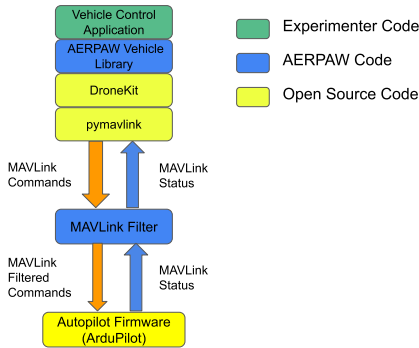 Vehicle Control
Application
AERPAW Vehicle
Library
DroneKit
pymavlink
Experimenter Code
AERPAW Code
Open Source Code
MAVLink
Commands
MAVLink
Status
MAVLink Filter
MAVLink
Filtered
Commands
MAVLink
Status
Autopilot Firmware
(ArduPilot)